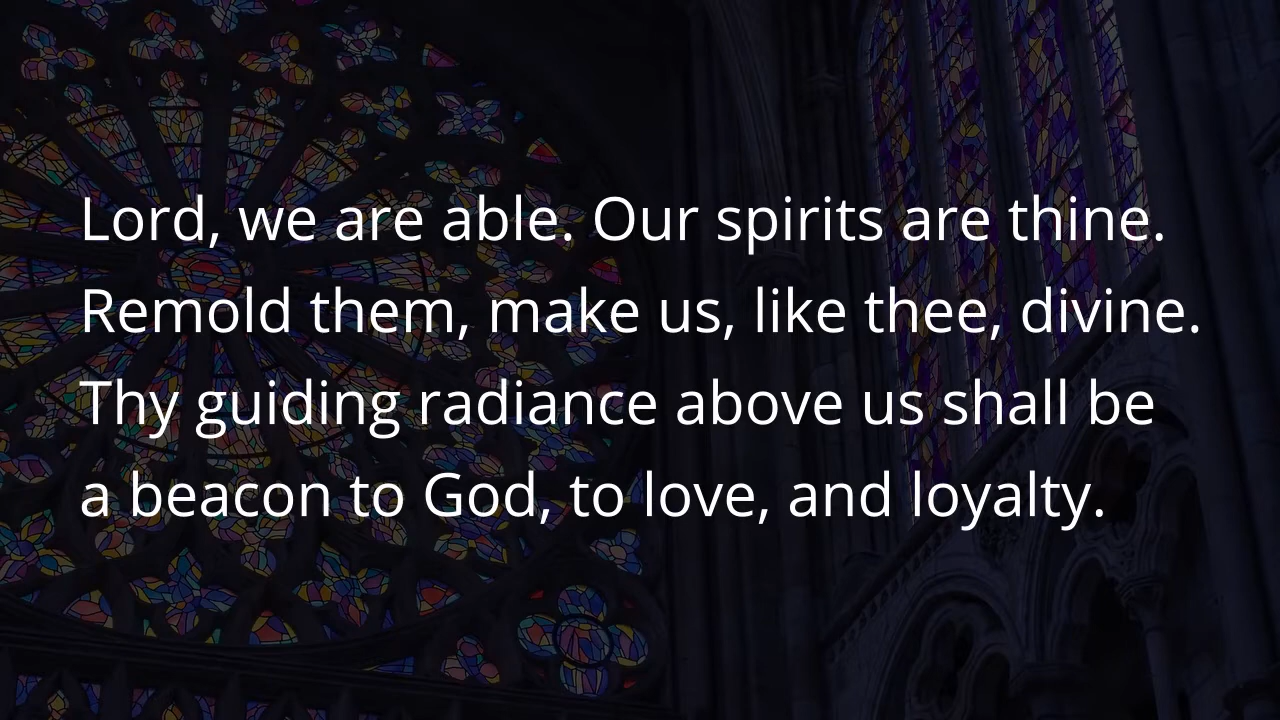 Lord, we are able. Our spirits are thine.
Remold them, make us, like thee, divine.
Thy guiding radiance above us shall be
a beacon to God, to love, and loyalty.